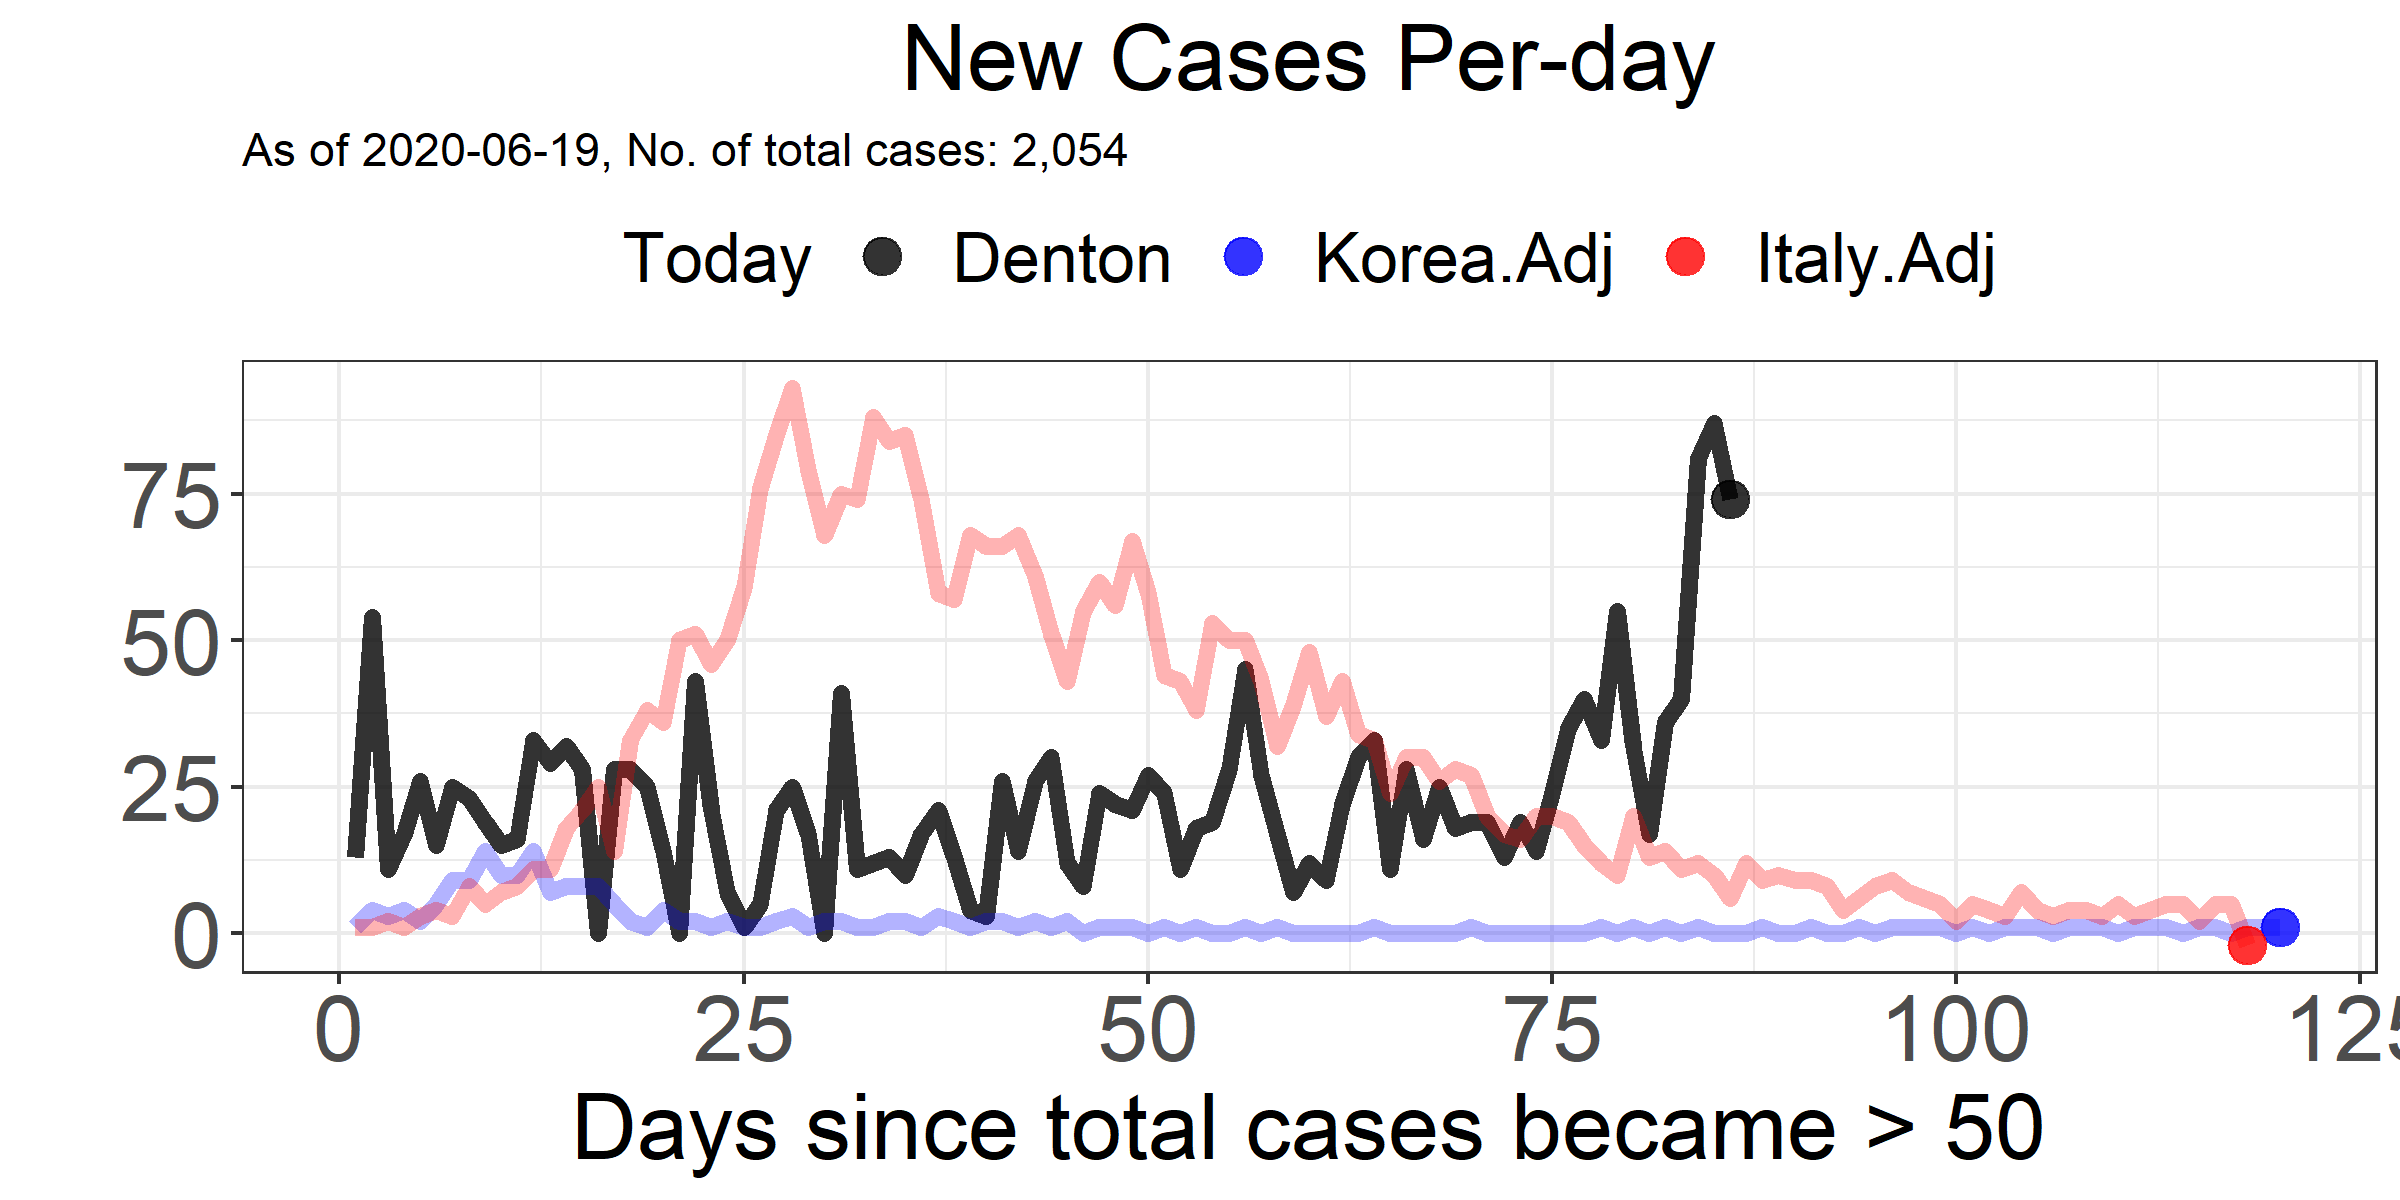 New Cases Per-day
As of 2020-06-19, No. of total cases: 2,054
Today Denton Korea.Adj Italy.Adj
75
50
25
0
0 25 50 75 100 125
Days since total cases became > 50